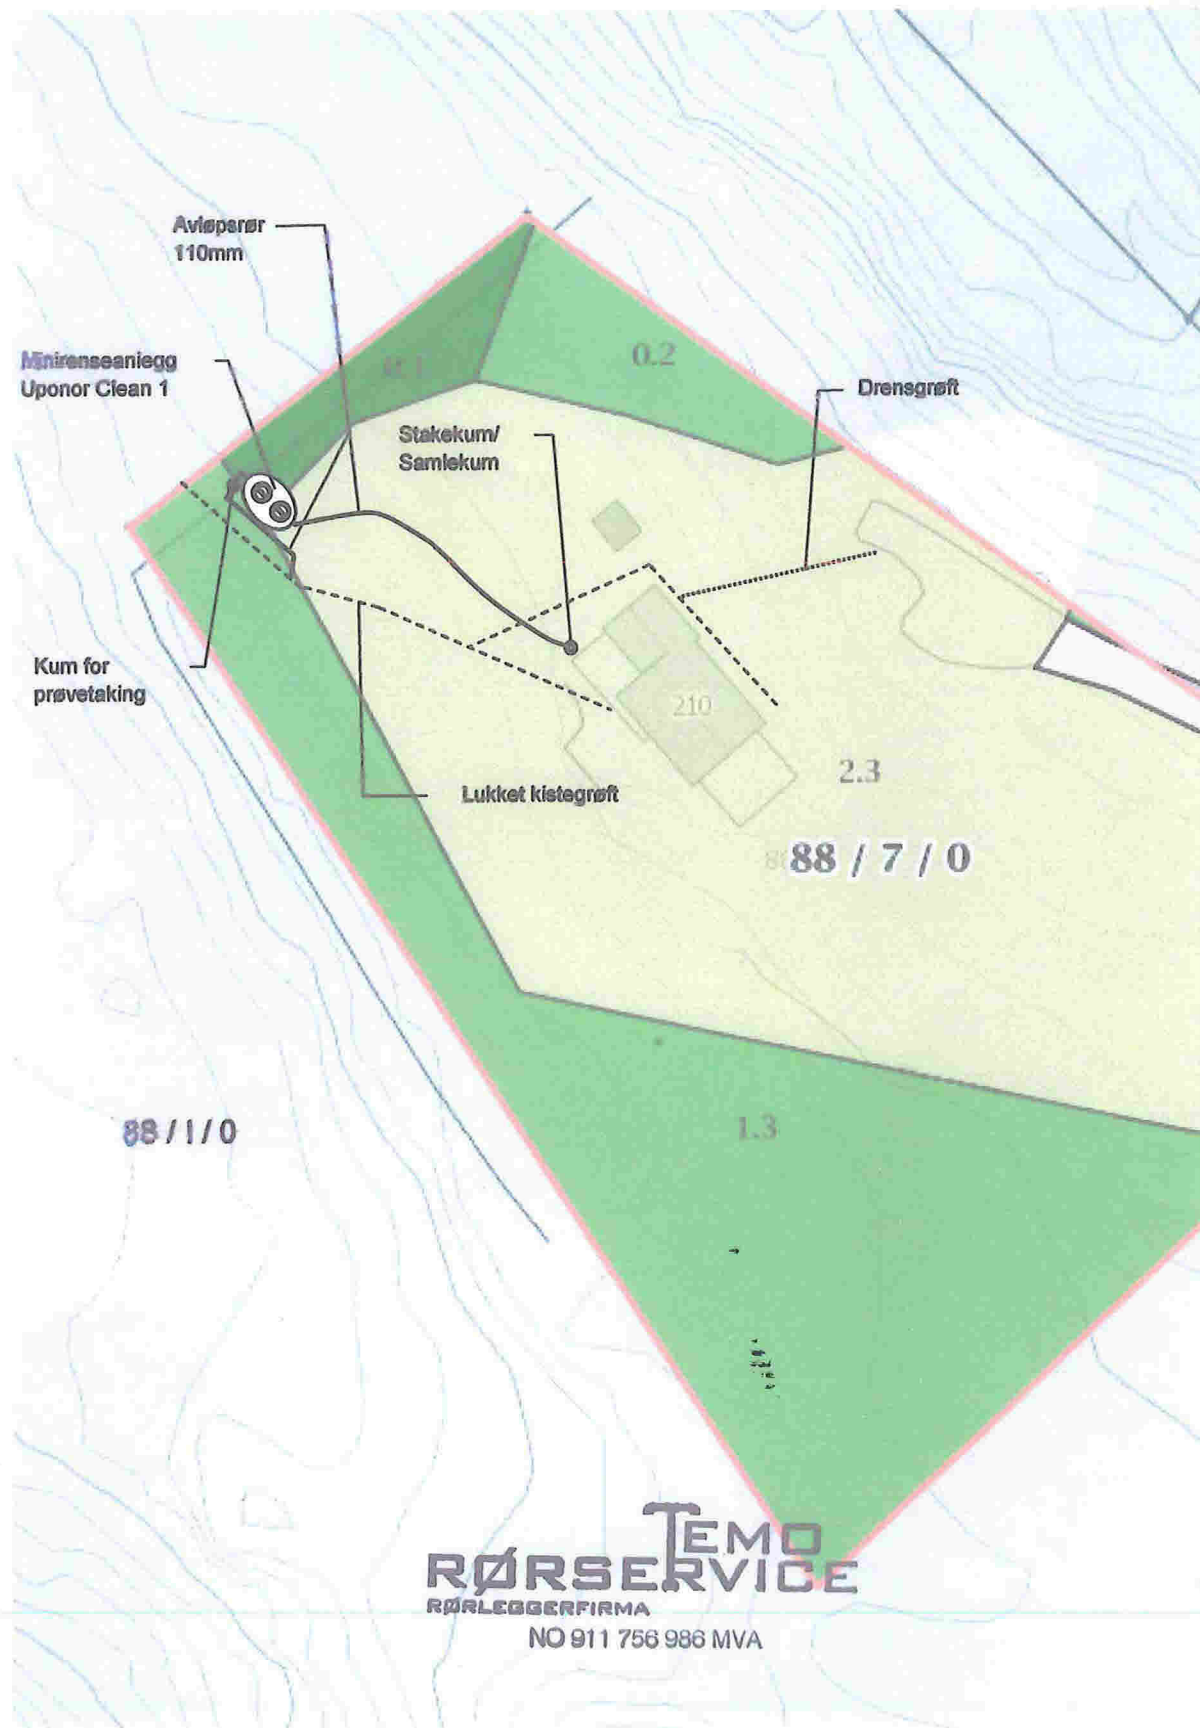 Avløpsrør
110mm
Minirenseanlegg
Uponor Clean 1
0.2
Drensgrøft
Stakekum/
Samlekum
Kum for
prøvetaking
210
2.3
Lukket kistegrøft
88 / 7 / 0
88 / 1 / 0
1.3
TEMO
RØRSERVICE
RØRLEGGERFIRMA
NO 911 756 986 MVA